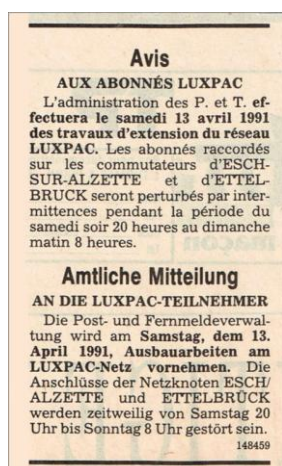 Avis
AUX ABONNÉS LUXPAC
L'administration des P. et T. ef-
fectuera le samedi 13 avril 1991
des travaux d'extension du réseau
LUXPAC. Les abonnés raccordés
sur les commutateurs d'ESCH-
SUR-ALZETTE et d'ETTEL-
BRUCK seront perturbés par inter-
mittences pendant la période du
samedi soir 20 heures au dimanche
matin 8 heures.
Amtliche Mitteilung
AN DIE LUXPAC-TEILNEHMER
Die Post- und Fernmeldeverwal-
tung wird am Samstag, dem 13.
April 1991, Ausbauarbeiten am
LUXPAC-Netz vornehmen. Die
Anschlüsse der Netzknoten ESCH/
ALZETTE und ETTELBRÜCK
werden zeitweilig von Samstag 20
Uhr bis Sonntag 8 Uhr gestört sein.
148459